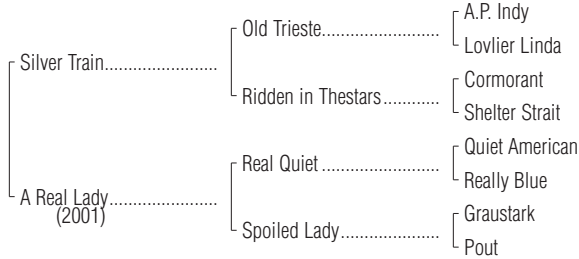 A.P. Indy
Old Trieste..........................
Lovlier Linda
Silver Train........................
Cormorant
Ridden in Thestars............
Shelter Strait
Quiet American
Real Quiet ..........................
Really Blue
A Real Lady.......................
(2001)
Graustark
Spoiled Lady......................
Pout